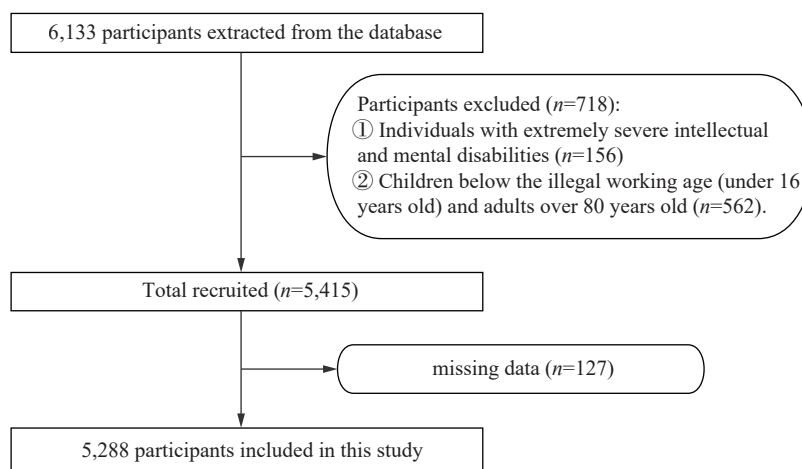 6,133 participants extracted from the database
Participants excluded (n=718):
① Individuals with extremely severe intellectual
and mental disabilities (n=156)
② Children below the illegal working age (under 16
years old) and adults over 80 years old (n=562).
Total recruited (n=5,415)
missing data (n=127)
5,288 participants included in this study